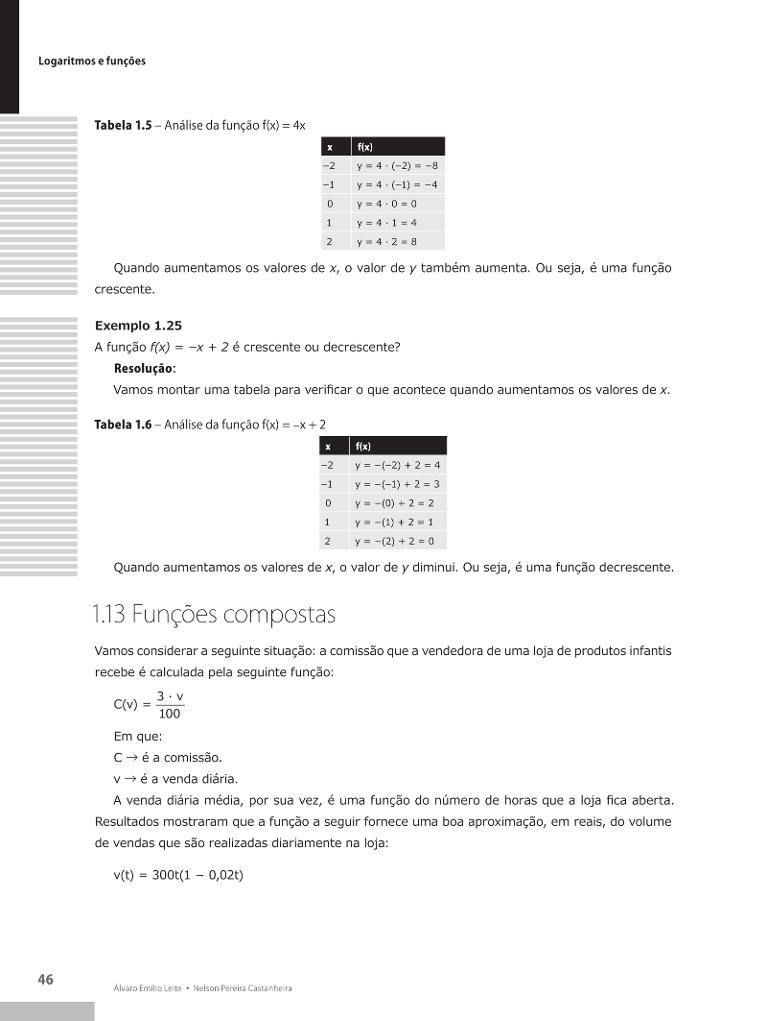 Logaritmos e funções
Tabela 1.5 – Análise da função f(x) = 4x
x f(x)
−2 y = 4 · (−2) = −8
−1 y = 4 · (−1) = −4
0 y = 4 · 0 = 0
1 y = 4 · 1 = 4
2 y = 4 · 2 = 8
Quando aumentamos os valores de x, o valor de y também aumenta. Ou seja, é uma função
crescente.
Exemplo 1.25
A função f(x) = −x + 2 é crescente ou decrescente?
Resolução:
Vamos montar uma tabela para verificar o que acontece quando aumentamos os valores de x.
Tabela 1.6 – Análise da função f(x) = –x + 2
x f(x)
−2 y = −(−2) + 2 = 4
−1 y = −(−1) + 2 = 3
0 y = −(0) + 2 = 2
1 y = −(1) + 2 = 1
2 y = −(2) + 2 = 0
Quando aumentamos os valores de x, o valor de y diminui. Ou seja, é uma função decrescente.
1.13 Funções compostas
Vamos considerar a seguinte situação: a comissão que a vendedora de uma loja de produtos infantis
recebe é calculada pela seguinte função:
C(v) = 3 · v / 100
Em que:
C → é a comissão.
v → é a venda diária.
A venda diária média, por sua vez, é uma função do número de horas que a loja fica aberta.
Resultados mostraram que a função a seguir fornece uma boa aproximação, em reais, do volume
de vendas que são realizadas diariamente na loja:
v(t) = 300t(1 − 0,02t)
46
Álvaro Emílio Leite • Nelson Pereira Castanheira